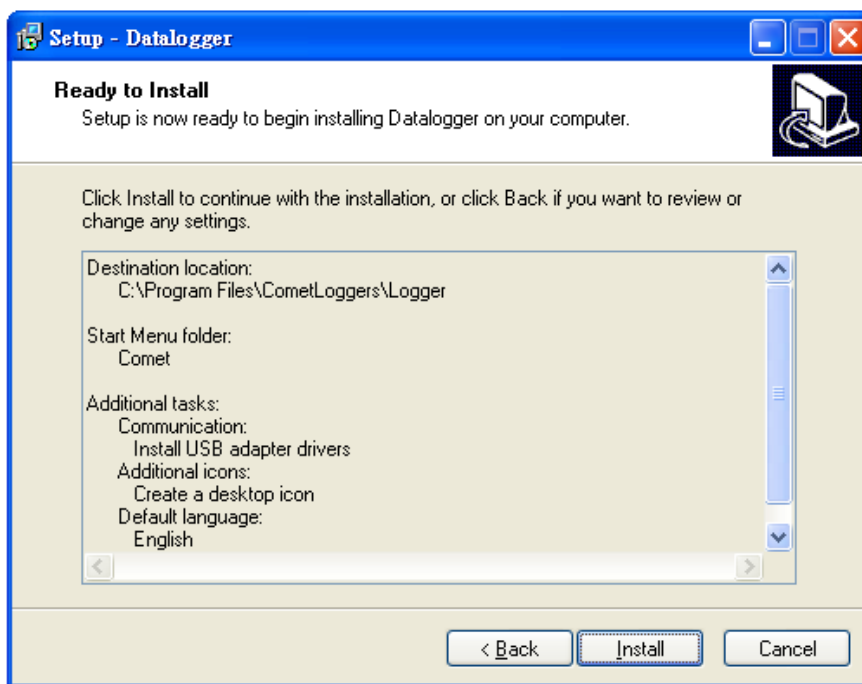 Setup - Datalogger
Ready to Install
Setup is now ready to begin installing Datalogger on your computer.
Click Install to continue with the installation, or click Back if you want to review or
change any settings.
Destination location:
C:\Program Files\CometLoggers\Logger
Start Menu folder:
Comet
Additional tasks:
Communication:
Install USB adapter drivers
Additional icons:
Create a desktop icon
Default language:
English
< Back
Install
Cancel